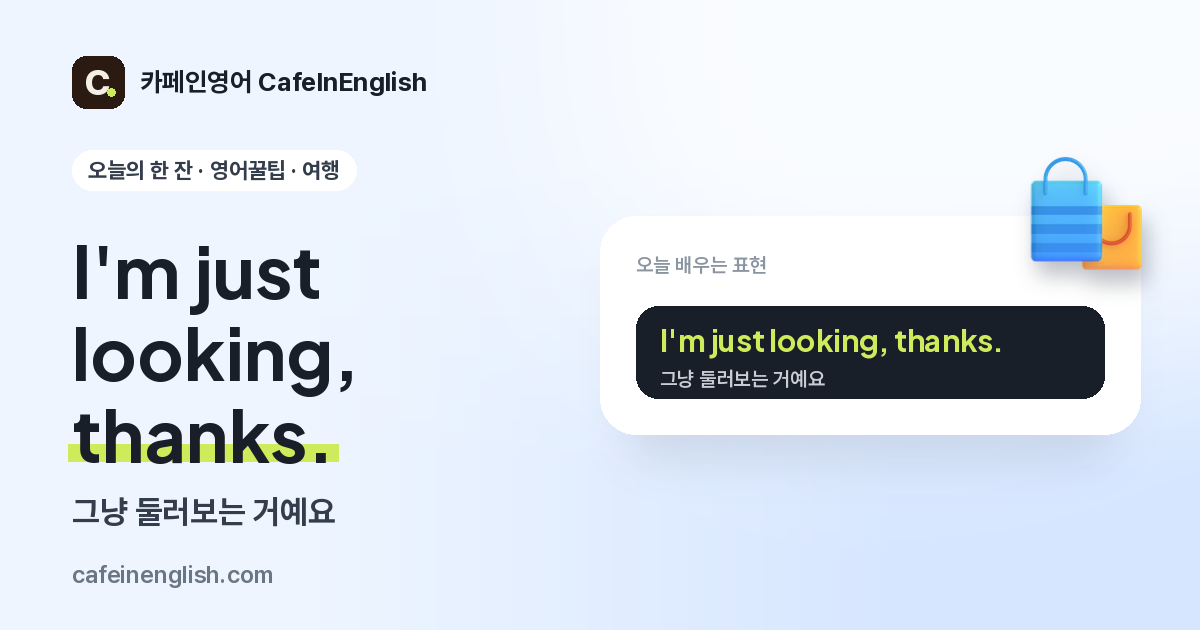 C.
카페인영어 CafeInEnglish
오늘의 한 잔 · 영어꿀팁 · 여행
I'm just
looking,
thanks.
그냥 둘러보는 거예요
cafeinenglish.com
오늘 배우는 표현
I'm just looking, thanks.
그냥 둘러보는 거예요